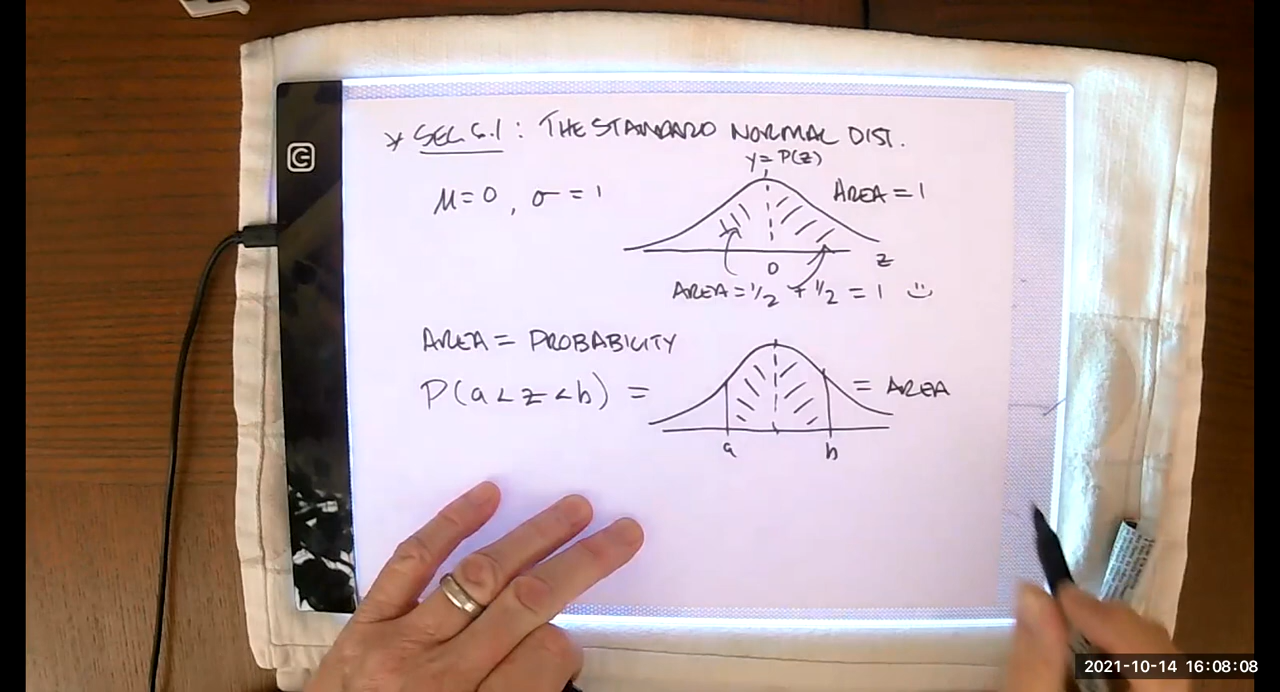 * SEC 6.1 : THE STANDARD NORMAL DIST.
y = P(z)
μ = 0 , σ = 1
AREA = 1
0
z
AREA = 1/2 + 1/2 = 1
AREA = PROBABILITY
P(a < z < b) =
= AREA
a
b
2021-10-14 16:08:08